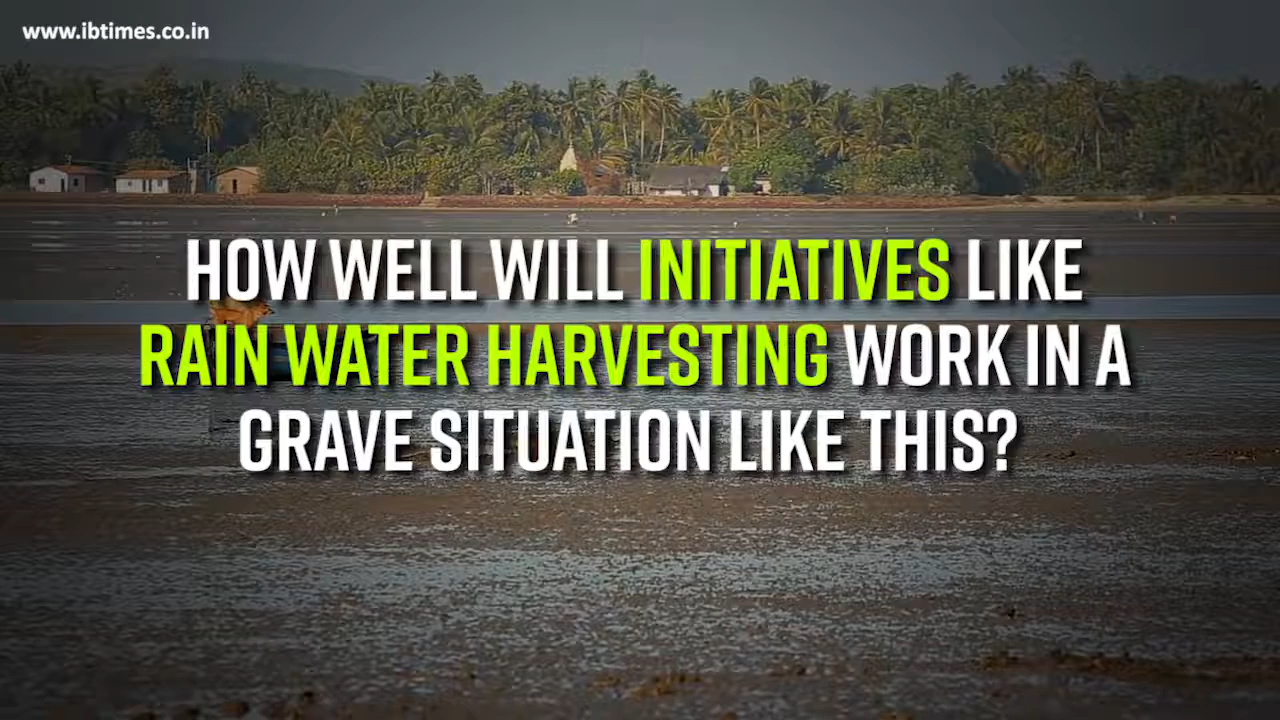 www.ibtimes.co.in
HOW WELL WILL INITIATIVES LIKE
RAIN WATER HARVESTING WORK IN A
GRAVE SITUATION LIKE THIS?